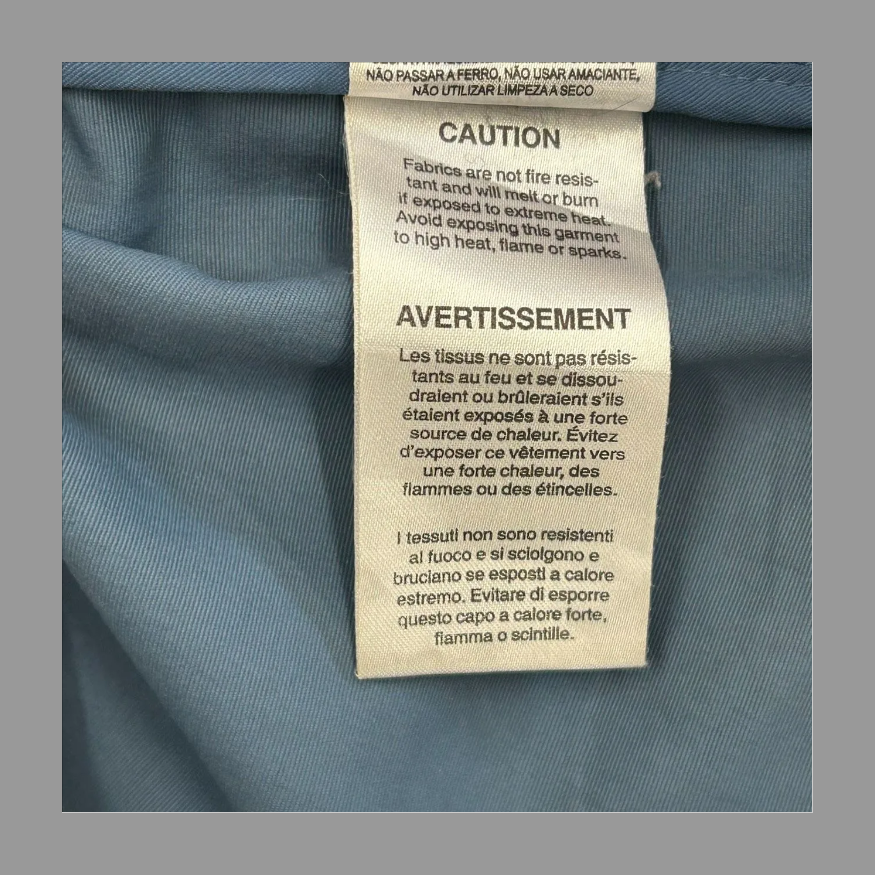 NÃO PASSAR A FERRO, NÃO USAR AMACIANTE,
NÃO UTILIZAR LIMPEZA A SECO
CAUTION
Fabrics are not fire resis-
tant and will melt or burn
if exposed to extreme heat.
Avoid exposing this garment
to high heat, flame or sparks.
AVERTISSEMENT
Les tissus ne sont pas résis-
tants au feu et se dissou-
draient ou brûleraient s'ils
étaient exposés à une forte
source de chaleur. Évitez
d'exposer ce vêtement vers
une forte chaleur, des
flammes ou des étincelles.
I tessuti non sono resistenti
al fuoco e si sciolgono e
bruciano se esposti a calore
estremo. Evitare di esporre
questo capo a calore forte,
fiamma o scintille.